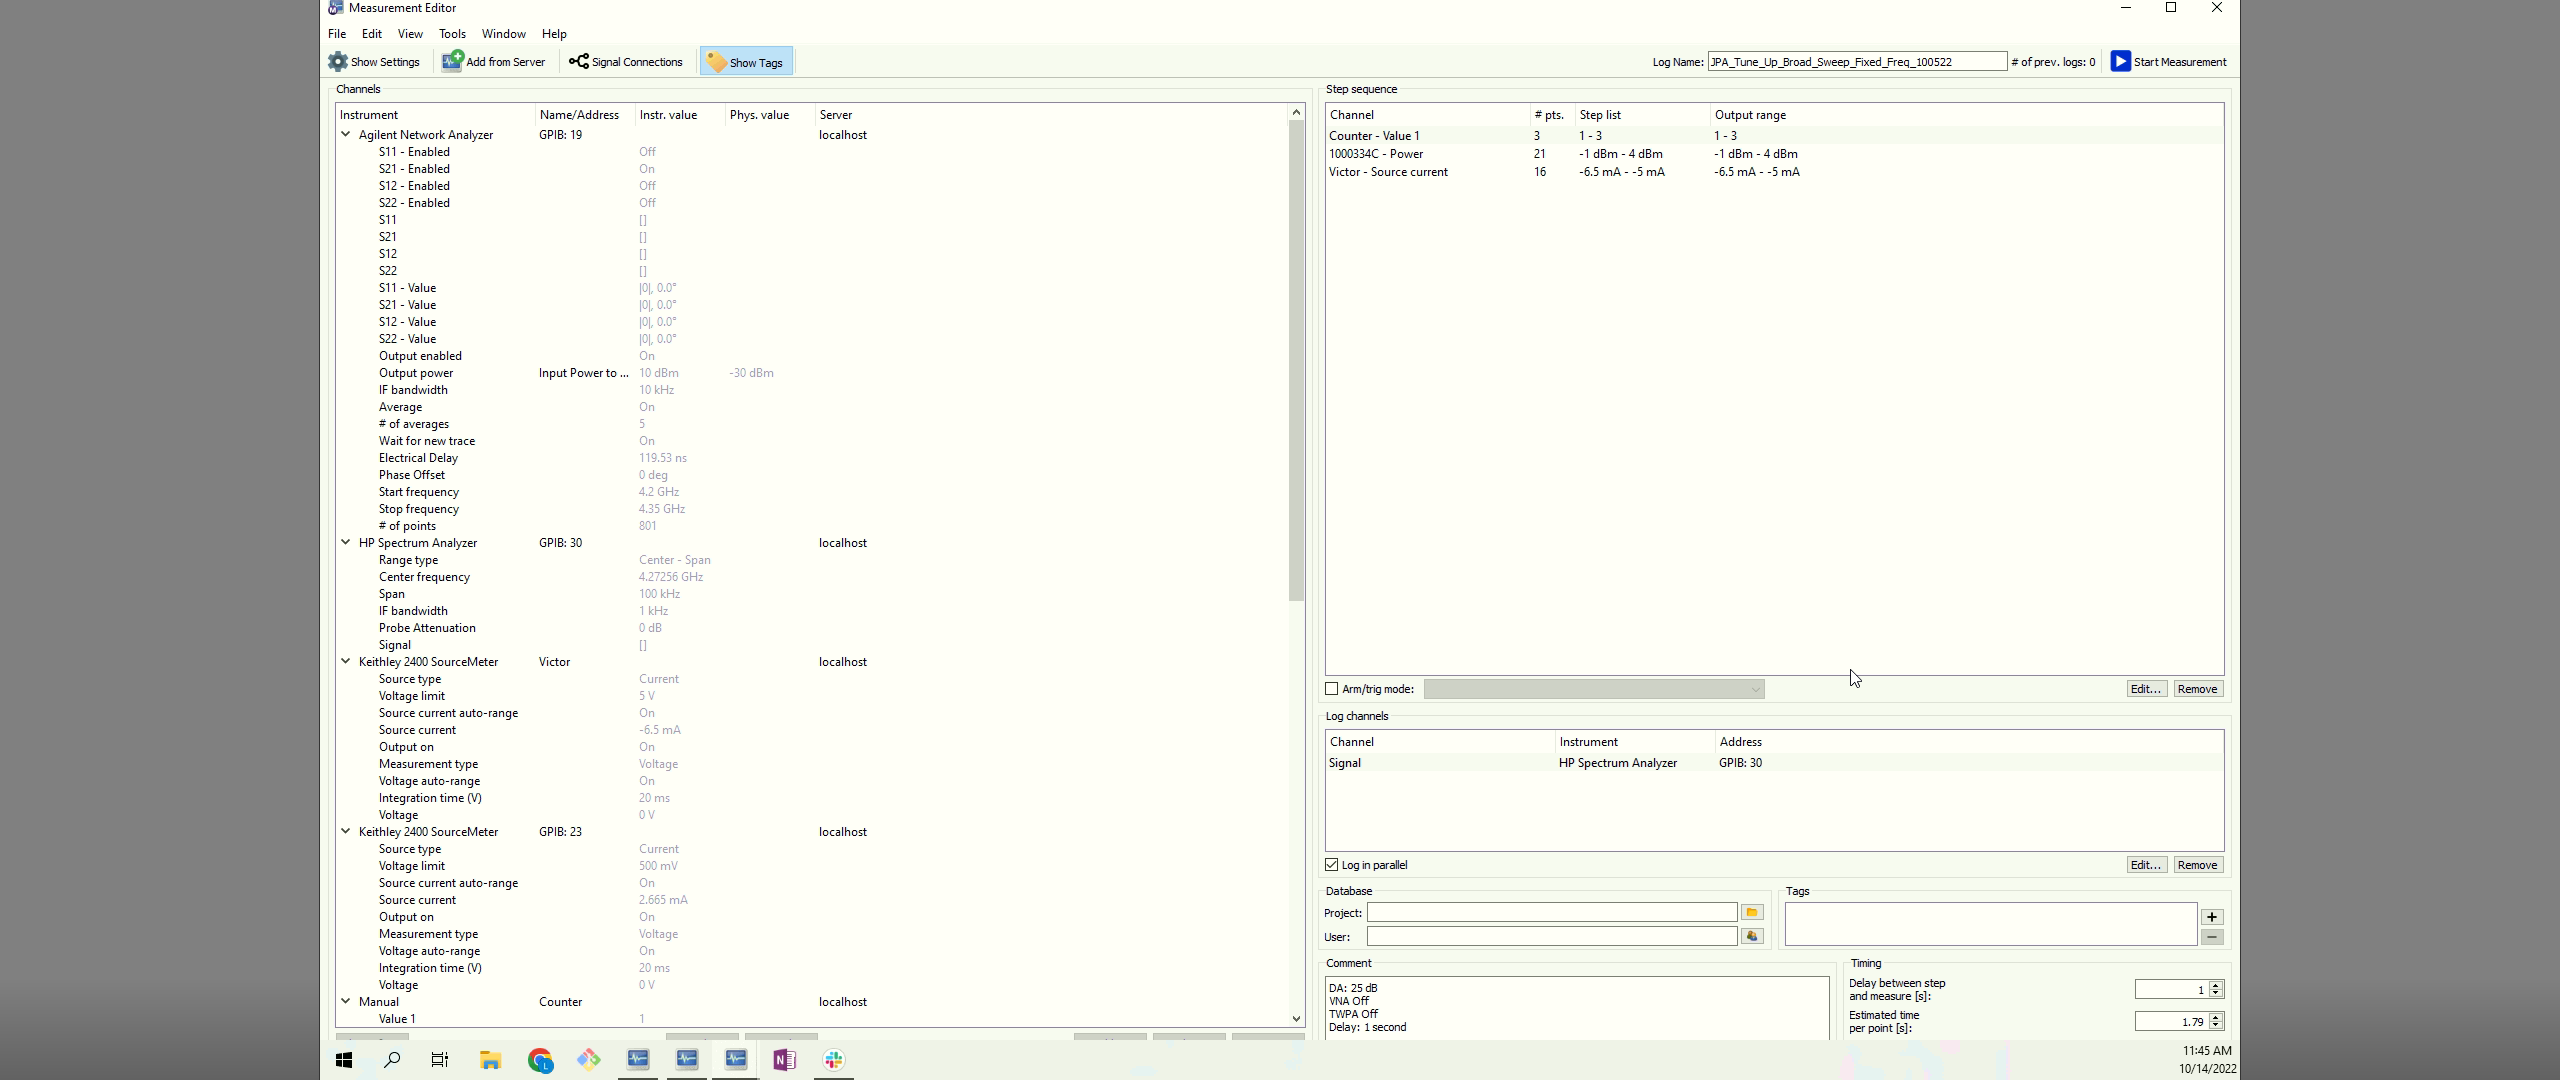 Measurement Editor
File Edit View Tools Window Help
Show Settings Add from Server Signal Connections Show Tags Log Name: JPA_Tune_Up_Broad_Sweep_Fixed_Freq_100522 # of prev. logs: 0 Start Measurement
Channels
Instrument Name/Address Instr. value Phys. value Server
Agilent Network Analyzer GPIB: 19 localhost
S11 - Enabled Off
S21 - Enabled On
S12 - Enabled Off
S22 - Enabled Off
S11 []
S21 []
S12 []
S22 []
S11 - Value |0|, 0.0°
S21 - Value |0|, 0.0°
S12 - Value |0|, 0.0°
S22 - Value |0|, 0.0°
Output enabled On
Output power Input Power to ... 10 dBm -30 dBm
IF bandwidth 10 kHz
Average On
# of averages 5
Wait for new trace On
Electrical Delay 119.53 ns
Phase Offset 0 deg
Start frequency 4.2 GHz
Stop frequency 4.35 GHz
# of points 801
HP Spectrum Analyzer GPIB: 30 localhost
Range type Center - Span
Center frequency 4.27256 GHz
Span 100 kHz
IF bandwidth 1 kHz
Probe Attenuation 0 dB
Signal []
Keithley 2400 SourceMeter Victor localhost
Source type Current
Voltage limit 5 V
Source current auto-range On
Source current -6.5 mA
Output on On
Measurement type Voltage
Voltage auto-range On
Integration time (V) 20 ms
Voltage 0 V
Keithley 2400 SourceMeter GPIB: 23 localhost
Source type Current
Voltage limit 500 mV
Source current auto-range On
Source current 2.665 mA
Output on On
Measurement type Voltage
Voltage auto-range On
Integration time (V) 20 ms
Voltage 0 V
Manual Counter localhost
Value 1 1
Step sequence
Channel # pts. Step list Output range
Counter - Value 1 3 1 - 3 1 - 3
1000334C - Power 21 -1 dBm - 4 dBm -1 dBm - 4 dBm
Victor - Source current 16 -6.5 mA - -5 mA -6.5 mA - -5 mA
Arm/trig mode: Edit... Remove
Log channels
Channel Instrument Address
Signal HP Spectrum Analyzer GPIB: 30
Log in parallel Edit... Remove
Database
Project:
User:
Tags
Comment
DA: 25 dB
VNA Off
TWPA Off
Delay: 1 second
Timing
Delay between step
and measure [s]: 1
Estimated time
per point [s]: 1.79
11:45 AM
10/14/2022